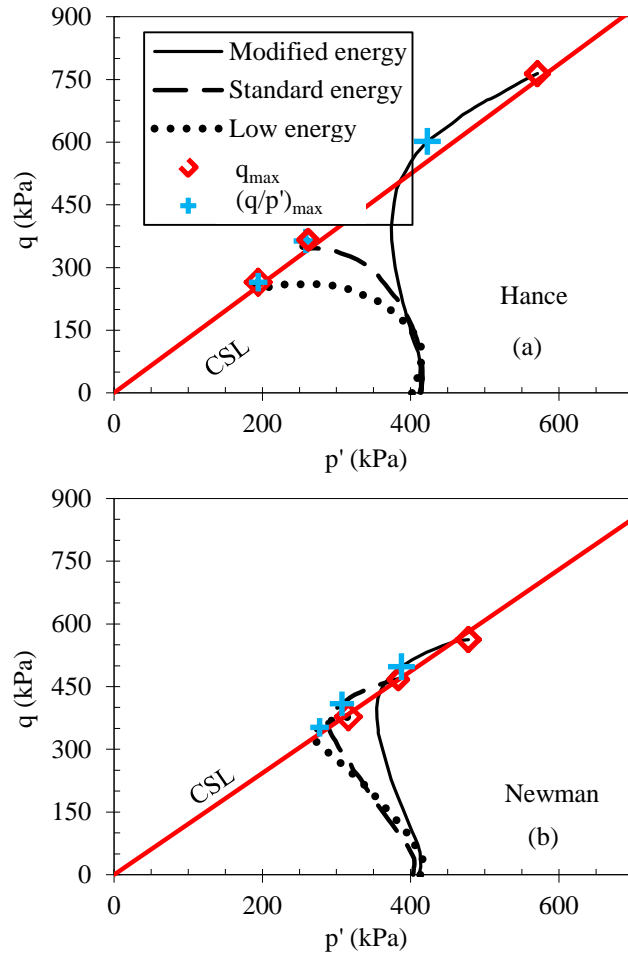 900
750
600
450
300
150
0
q (kPa)
Modified energy
Standard energy
Low energy
qmax
(q/p')max
CSL
Hance
(a)
0
200
400
600
p' (kPa)
900
750
600
450
300
150
0
q (kPa)
CSL
Newman
(b)
0
200
400
600
p' (kPa)